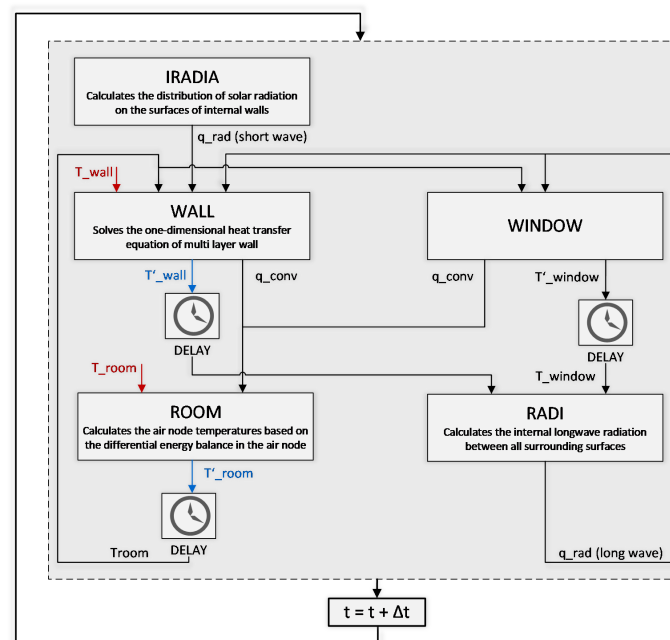 IRADIA
Calculates the distribution of solar radiation
on the surfaces of internal walls
q_rad (short wave)
T_wall
WALL
Solves the one-dimensional heat transfer
equation of multi layer wall
WINDOW
T‘_wall
q_conv
q_conv
T‘_window
DELAY
DELAY
T_room
T_window
ROOM
Calculates the air node temperatures based on
the differential energy balance in the air node
RADI
Calculates the internal longwave radiation
between all surrounding surfaces
T‘_room
Troom
DELAY
q_rad (long wave)
t = t + Δt